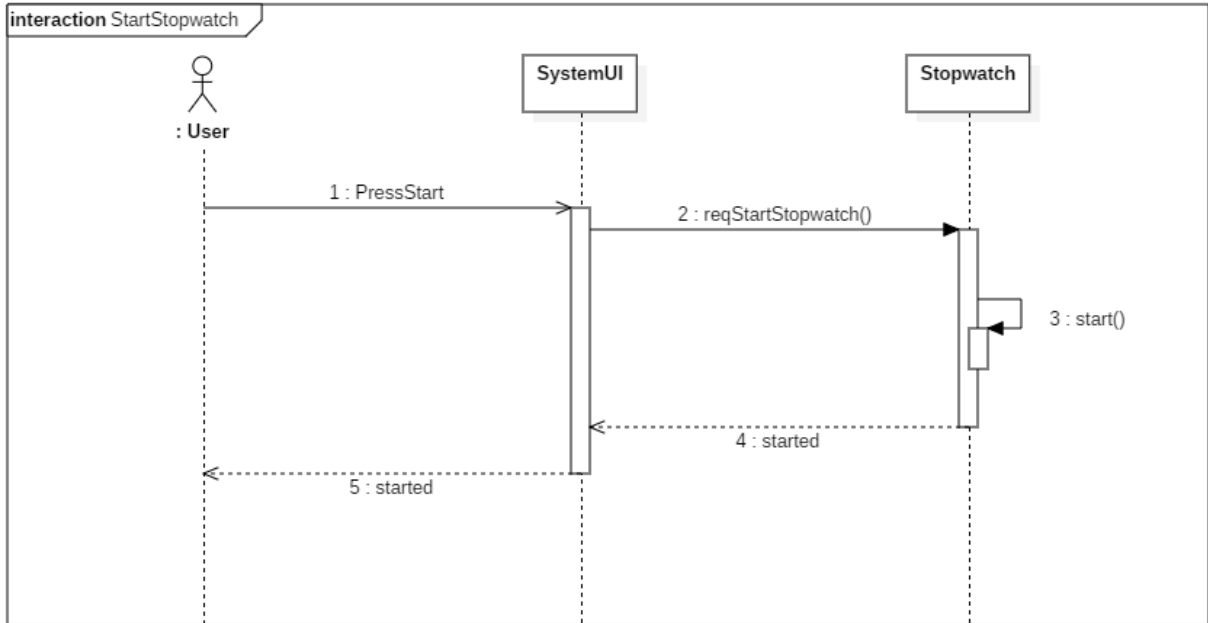 interaction StartStopwatch
SystemUI
Stopwatch
: User
1 : PressStart
2 : reqStartStopwatch()
3 : start()
4 : started
5 : started